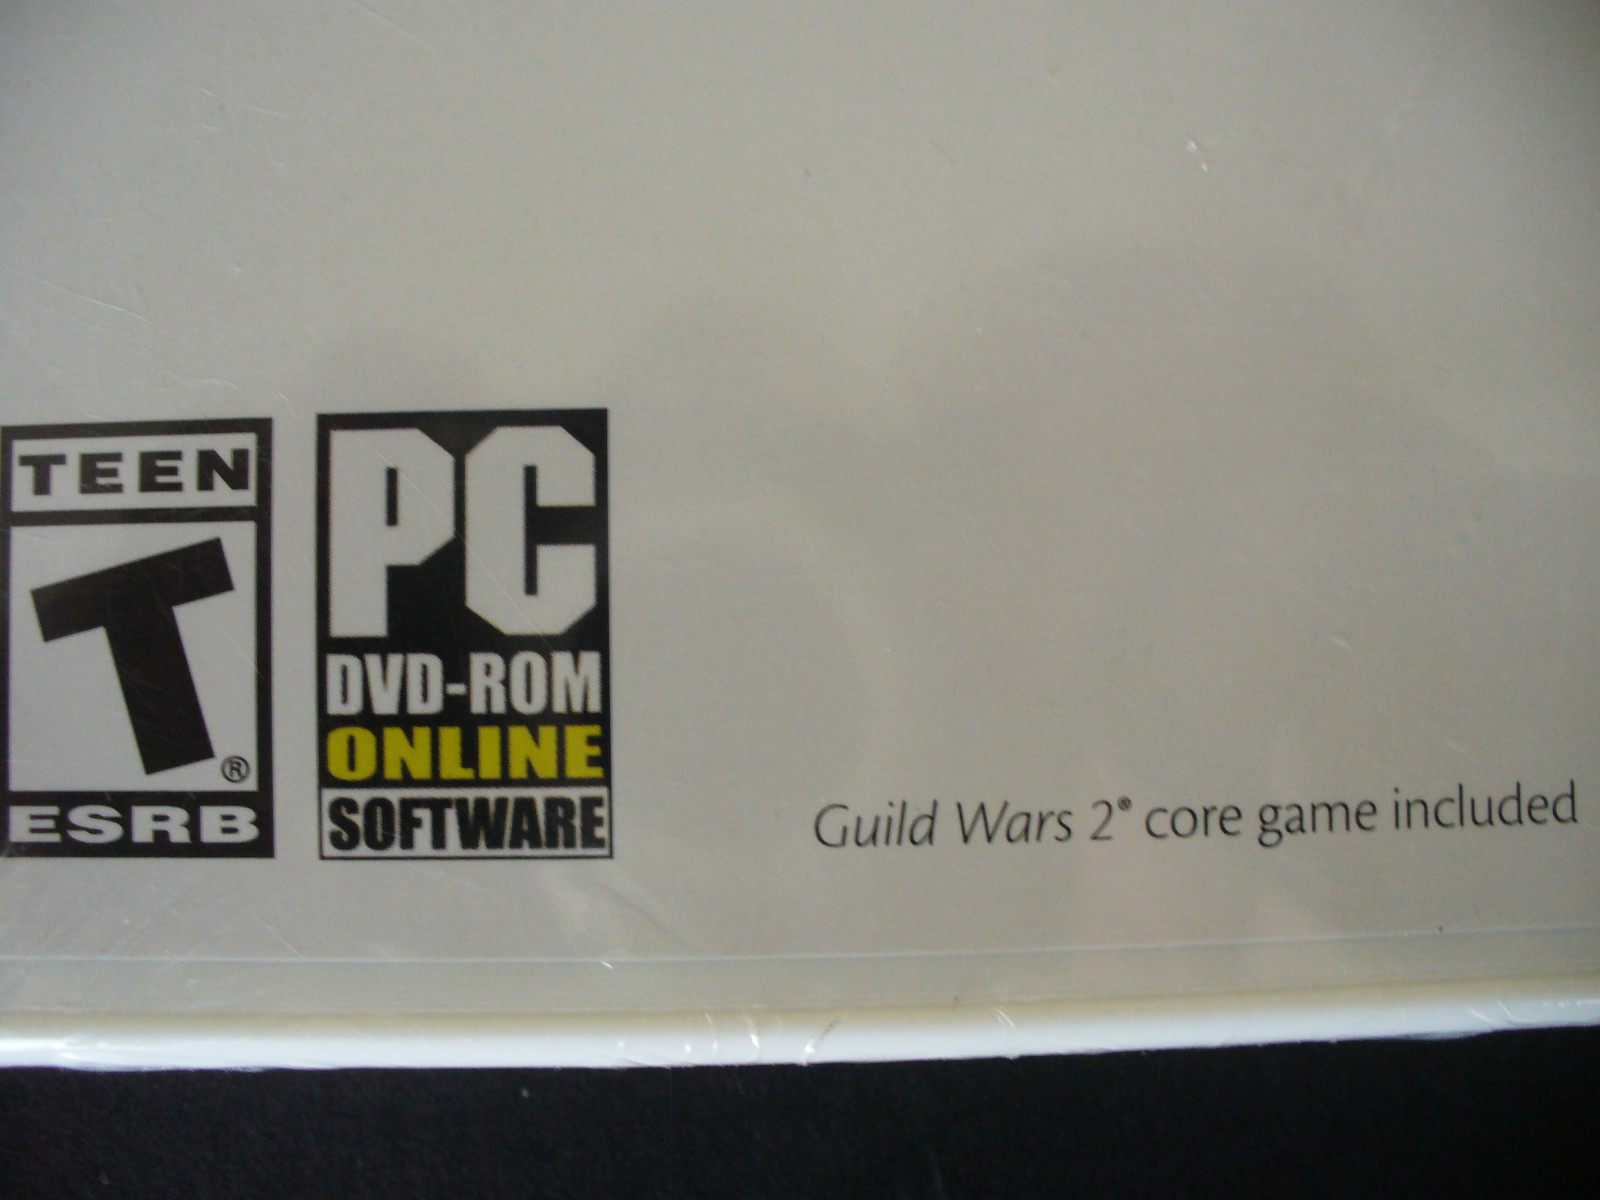 TEEN
T®
ESRB
PC
DVD-ROM
ONLINE
SOFTWARE
Guild Wars 2® core game included